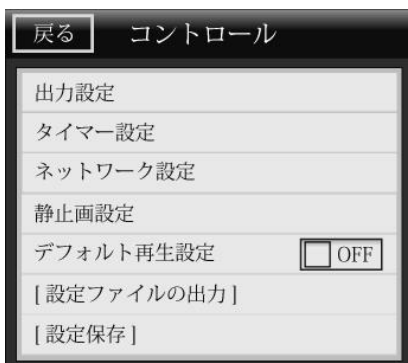 戻る コントロール
出力設定
タイマー設定
ネットワーク設定
静止画設定
デフォルト再生設定 OFF
[ 設定ファイルの出力 ]
[ 設定保存 ]